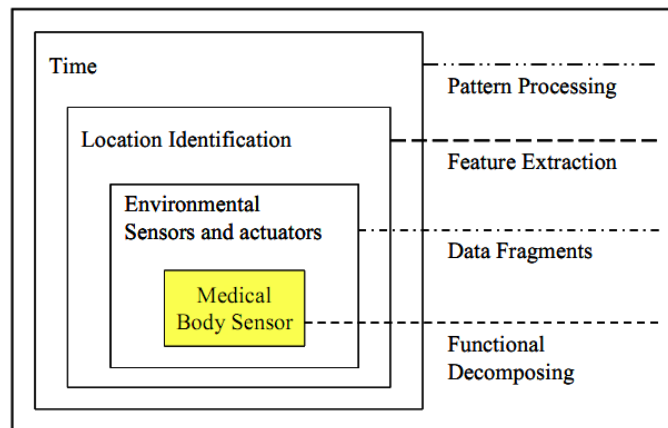 Time
Pattern Processing
Location Identification
Feature Extraction
Environmental
Sensors and actuators
Data Fragments
Medical
Body Sensor
Functional
Decomposing